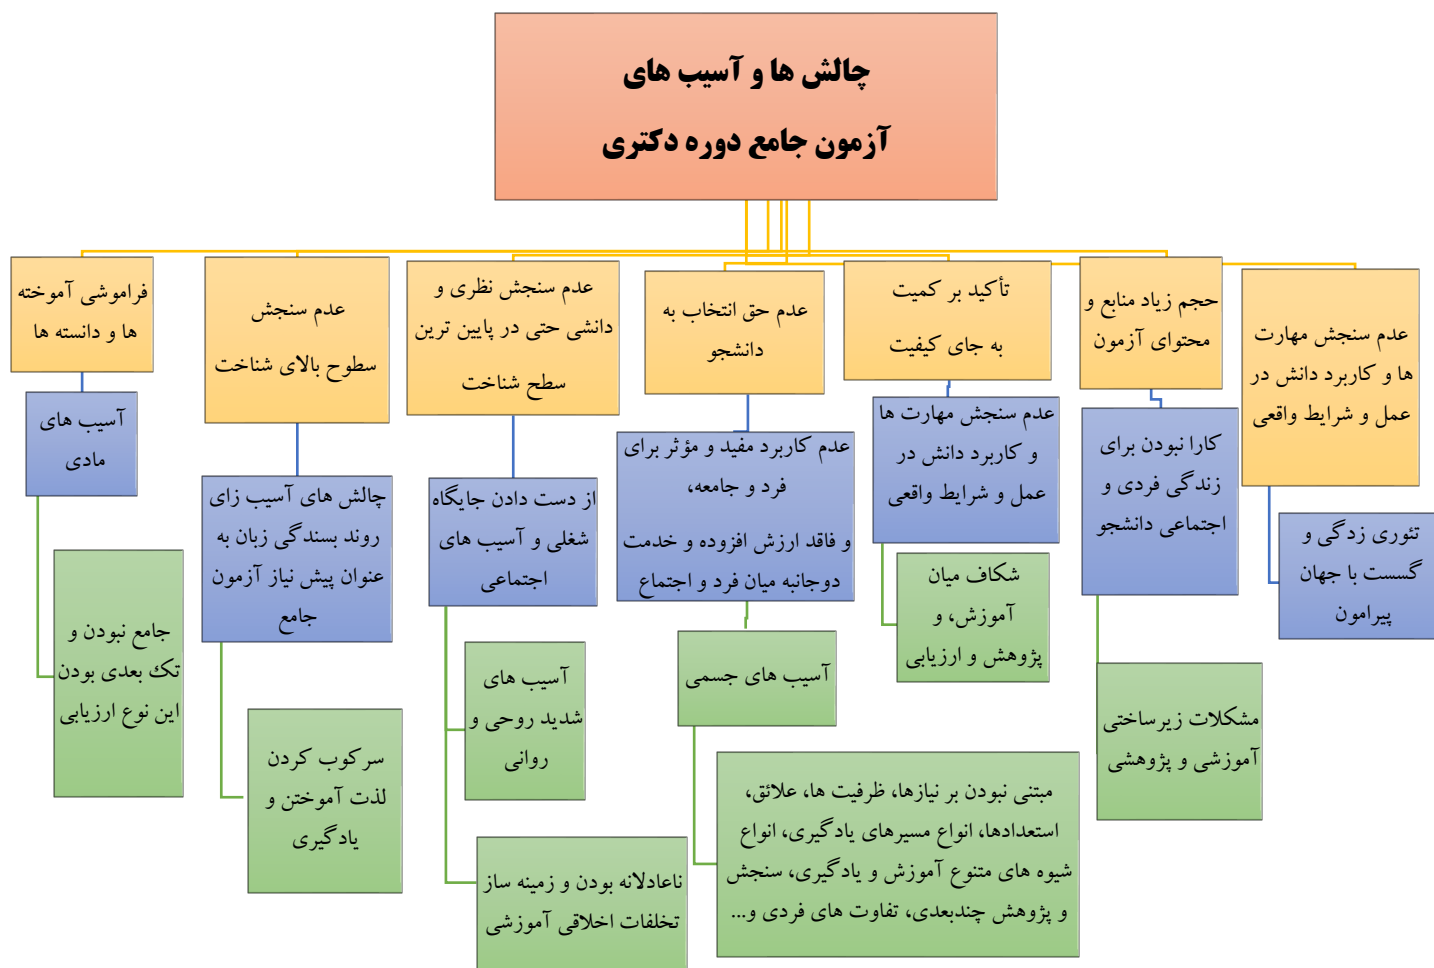 چالش ها و آسیب های
آزمون جامع دوره دکتری
عدم سنجش مهارت
ها و کاربرد دانش در
عمل و شرایط واقعی
حجم زیاد منابع و
محتوای آزمون
تأکید بر کمیت
به جای کیفیت
عدم حق انتخاب به
دانشجو
عدم سنجش نظری و
دانشی حتی در پایین ترین
سطح شناخت
عدم سنجش
سطوح بالای شناخت
فراموشی آموخته
ها و دانسته ها
تئوری زدگی و
گسست با جهان
پیرامون
کارا نبودن برای
زندگی فردی و
اجتماعی دانشجو
عدم سنجش مهارت ها
و کاربرد دانش در
عمل و شرایط واقعی
عدم کاربرد مفید و مؤثر برای
فرد و جامعه،
و فاقد ارزش افزوده و خدمت
دوجانبه میان فرد و اجتماع
از دست دادن جایگاه
شغلی و آسیب های
اجتماعی
چالش های آسیب زای
روند بسندگی زبان به
عنوان پیش نیاز آزمون
جامع
آسیب های
مادی
مشکلات زیرساختی
آموزشی و پژوهشی
شکاف میان
آموزش، و
پژوهش و ارزیابی
آسیب های جسمی
مبتنی نبودن بر نیازها، ظرفیت ها، علائق،
استعدادها، انواع مسیرهای یادگیری، انواع
شیوه های متنوع آموزش و یادگیری، سنجش
و پژوهش چندبعدی، تفاوت های فردی و...
آسیب های
شدید روحی و
روانی
ناعادلانه بودن و زمینه ساز
تخلفات اخلاقی آموزشی
سرکوب کردن
لذت آموختن و
یادگیری
جامع نبودن و
تک بعدی بودن
این نوع ارزیابی